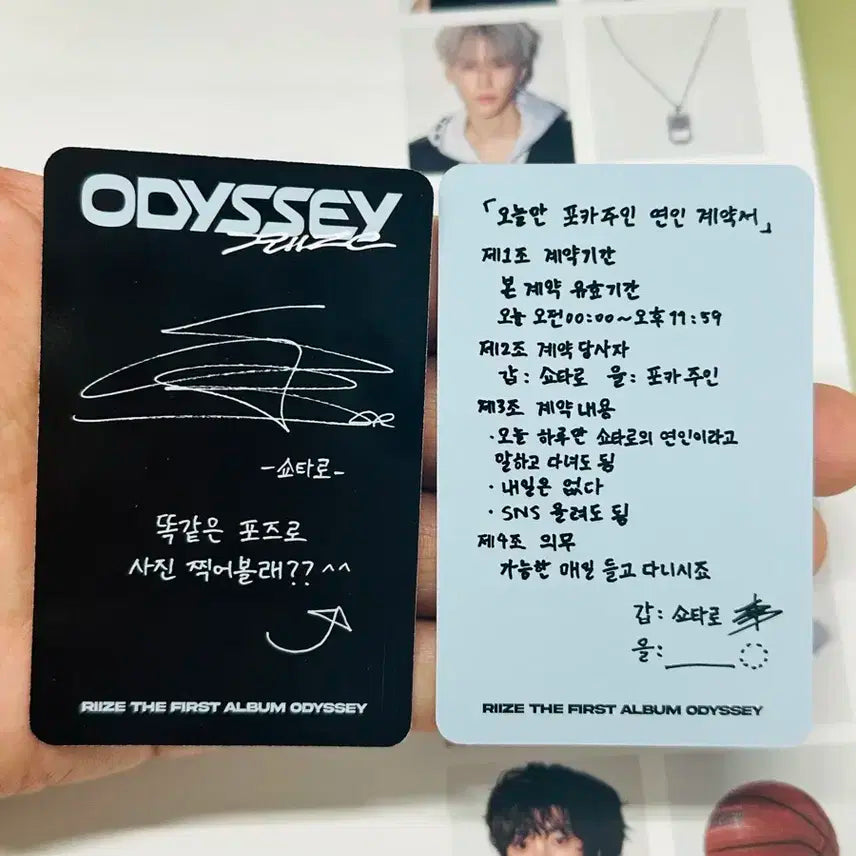 ODYSSEY
RIIZE
-쇼타로-
똑같은 포즈로
사진 찍어볼래?? ^^
RIIZE THE FIRST ALBUM ODYSSEY
「오늘만 포카주인 연인 계약서」
제1조 계약기간
본 계약 유효기간
오늘 오전 00:00~오후 11:59
제2조 계약 당사자
갑: 쇼타로 을: 포카주인
제3조 계약 내용
· 오늘 하루만 쇼타로의 연인이라고
말하고 다녀도 됨
· 내일은 없다
· SNS 올려도 됨
제4조 의무
가능한 매일 들고 다니시죠
갑: 쇼타로
을:
RIIZE THE FIRST ALBUM ODYSSEY